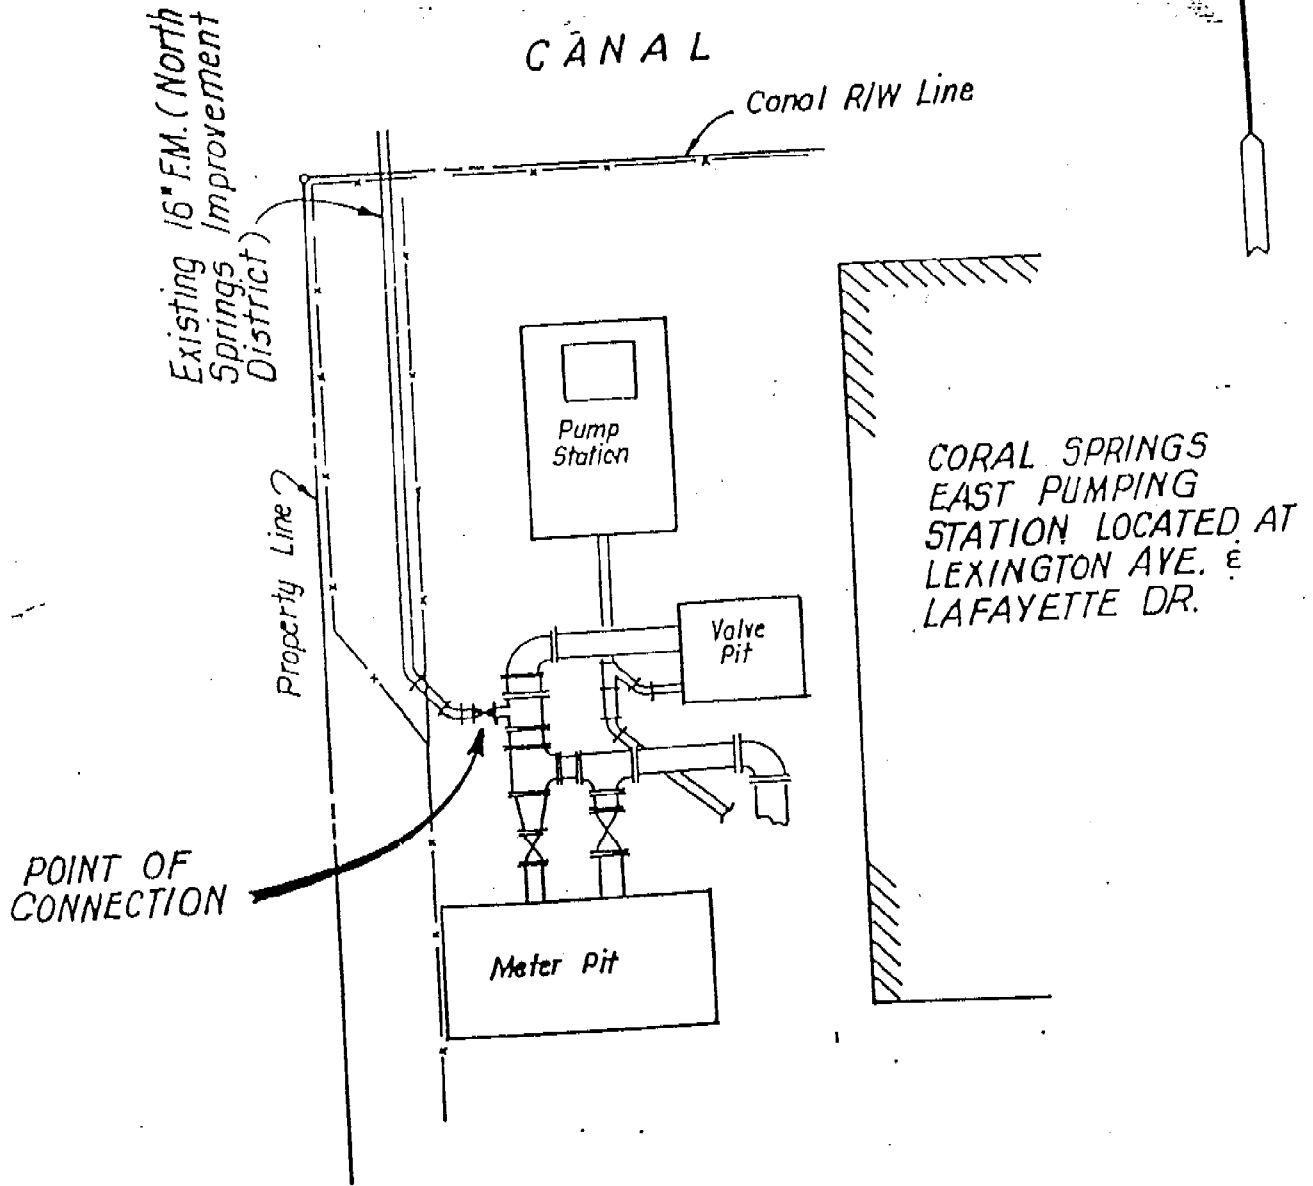 CANAL
Canal R/W Line
Existing 16" F.M. (North
Springs Improvement
District)
Pump
Station
Property Line
CORAL SPRINGS
EAST PUMPING
STATION LOCATED AT
LEXINGTON AVE. &
LAFAYETTE DR.
Valve
Pit
POINT OF
CONNECTION
Meter Pit